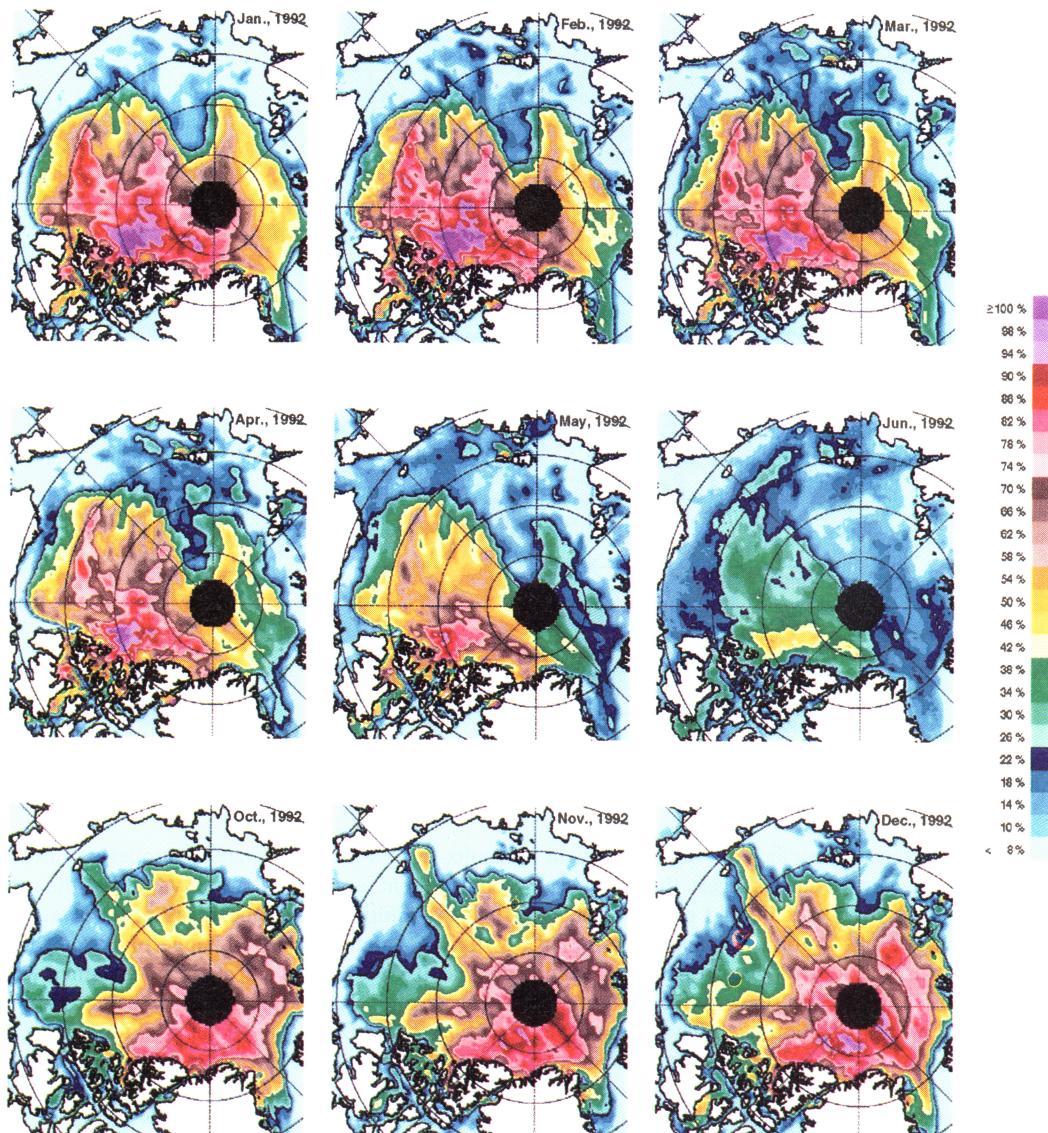 Jan., 1992
Feb., 1992
Mar., 1992
Apr., 1992
May, 1992
Jun., 1992
Oct., 1992
Nov., 1992
Dec., 1992
≥100 %
98 %
94 %
90 %
86 %
82 %
78 %
74 %
70 %
66 %
62 %
58 %
54 %
50 %
46 %
42 %
38 %
34 %
30 %
26 %
22 %
18 %
14 %
10 %
< 8 %